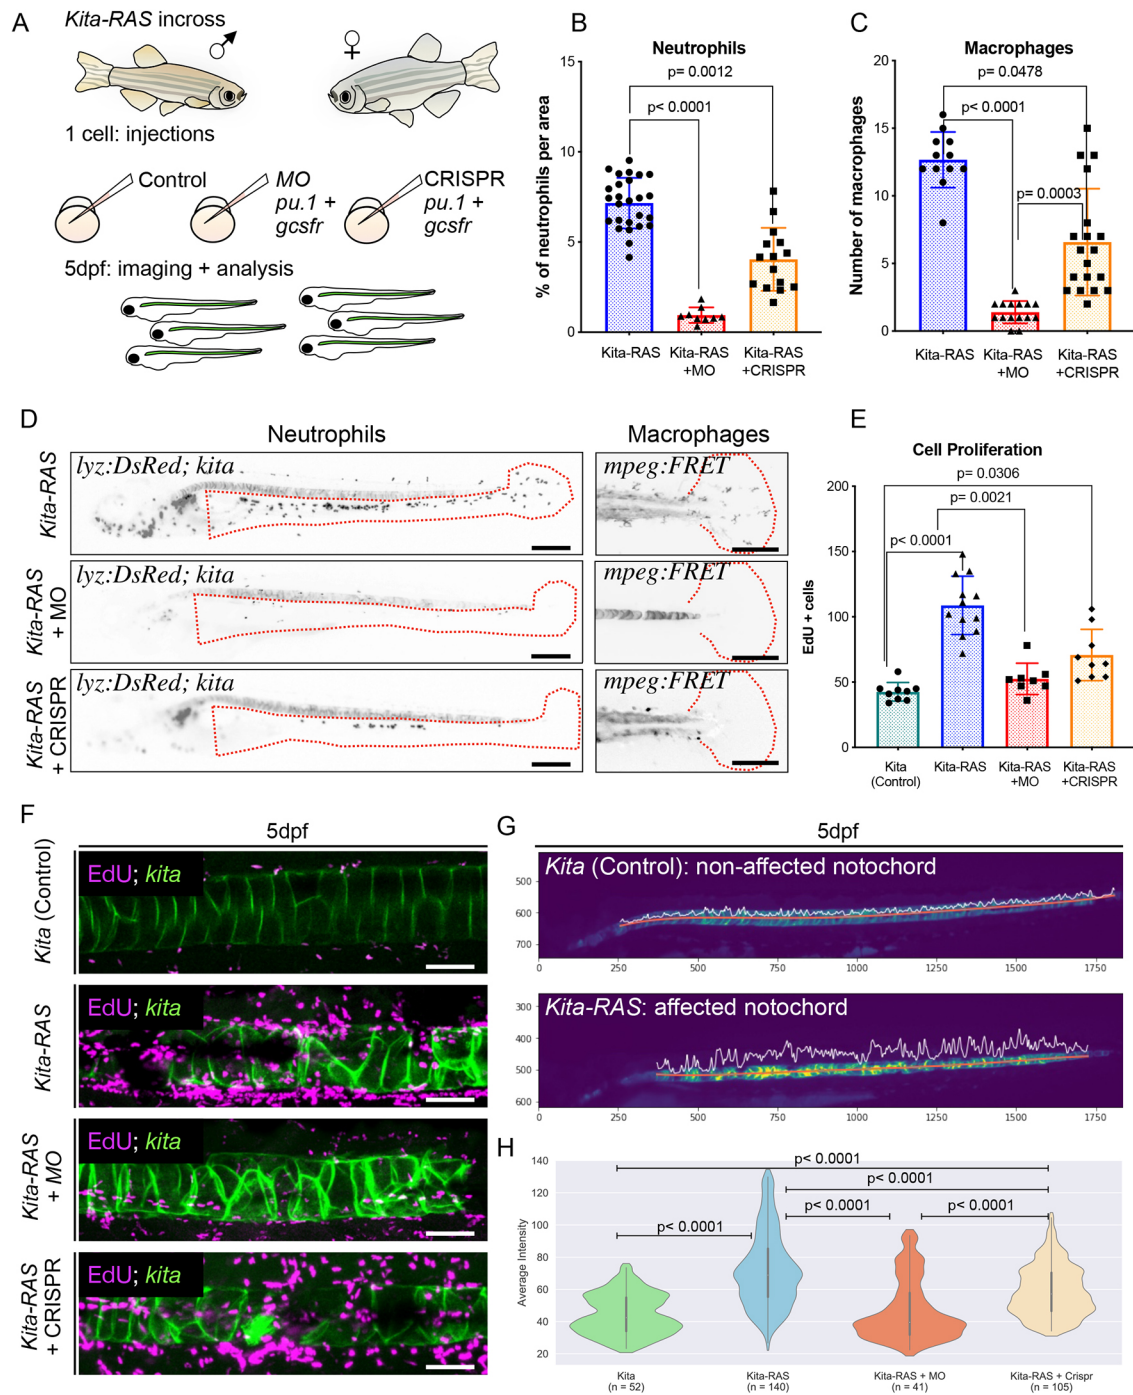 A
Kita-RAS incross
♂
♀
1 cell: injections
Control
MO
pu.1 +
gcsfr
CRISPR
pu.1 +
gcsfr
5dpf: imaging + analysis
B
Neutrophils
p= 0.0012
p< 0.0001
% of neutrophils per area
15
10
5
0
Kita-RAS
Kita-RAS
+MO
Kita-RAS
+CRISPR
C
Macrophages
p= 0.0478
p< 0.0001
p= 0.0003
Number of macrophages
20
15
10
5
0
Kita-RAS
Kita-RAS
+MO
Kita-RAS
+CRISPR
D
Neutrophils
Macrophages
Kita-RAS
lyz:DsRed; kita
mpeg:FRET
Kita-RAS
+ MO
lyz:DsRed; kita
mpeg:FRET
Kita-RAS
+ CRISPR
lyz:DsRed; kita
mpeg:FRET
E
Cell Proliferation
p= 0.0306
p= 0.0021
p< 0.0001
EdU + cells
200
150
100
50
0
Kita
(Control)
Kita-RAS
Kita-RAS
+MO
Kita-RAS
+CRISPR
F
5dpf
Kita (Control)
EdU; kita
Kita-RAS
EdU; kita
Kita-RAS
+ MO
EdU; kita
Kita-RAS
+ CRISPR
EdU; kita
G
5dpf
Kita (Control): non-affected notochord
500
600
700
0 250 500 750 1000 1250 1500 1750
Kita-RAS: affected notochord
300
400
500
600
0 250 500 750 1000 1250 1500 1750
H
p< 0.0001
p< 0.0001
p< 0.0001
p< 0.0001
p< 0.0001
Average Intensity
140
120
100
80
60
40
20
Kita
(n = 52)
Kita-RAS
(n = 140)
Kita-RAS + MO
(n = 41)
Kita-RAS + Crispr
(n = 105)